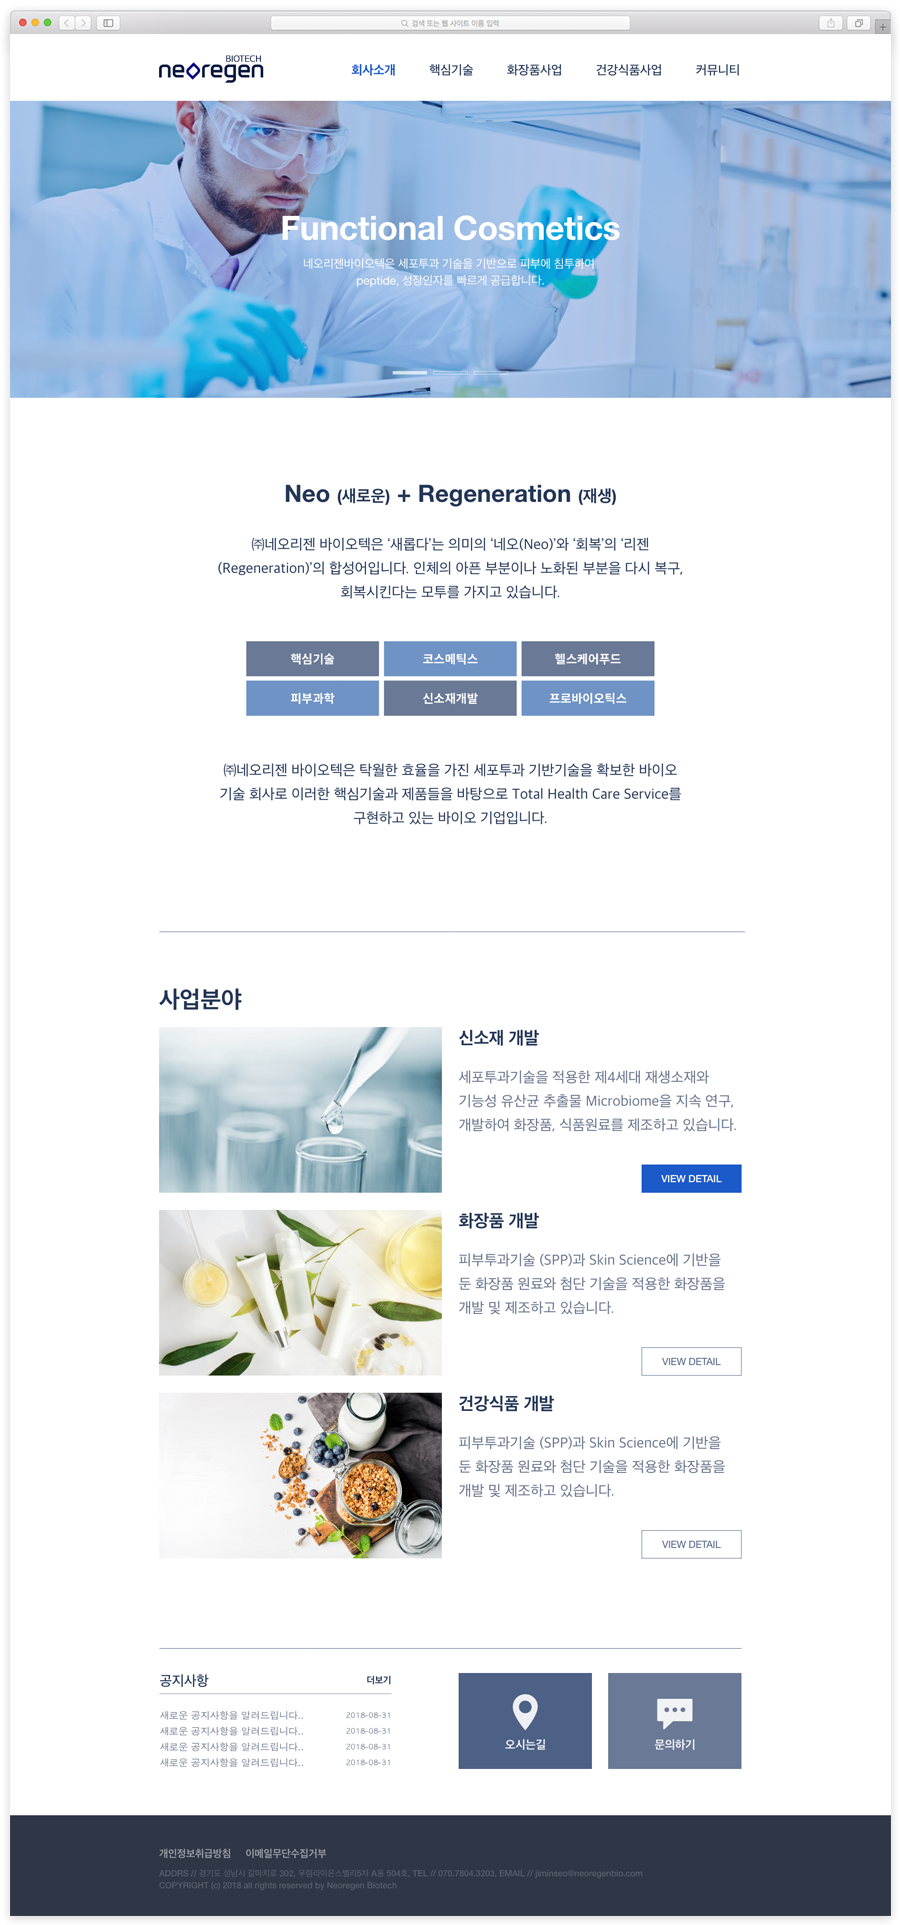 검색 또는 웹 사이트 이름 입력
BIOTECH
neoregen
회사소개 핵심기술 화장품사업 건강식품사업 커뮤니티
Functional Cosmetics
네오리젠바이오텍은 세포투과 기술을 기반으로 피부에 침투하여
peptide, 성장인자를 빠르게 공급합니다.
Neo (새로운) + Regeneration (재생)
㈜네오리젠 바이오텍은 ‘새롭다’는 의미의 ‘네오(Neo)’와 ‘회복’의 ‘리젠
(Regeneration)’의 합성어입니다. 인체의 아픈 부분이나 노화된 부분을 다시 복구,
회복시킨다는 모투를 가지고 있습니다.
핵심기술 코스메틱스 헬스케어푸드
피부과학 신소재개발 프로바이오틱스
㈜네오리젠 바이오텍은 탁월한 효율을 가진 세포투과 기반기술을 확보한 바이오
기술 회사로 이러한 핵심기술과 제품들을 바탕으로 Total Health Care Service를
구현하고 있는 바이오 기업입니다.
사업분야
신소재 개발
세포투과기술을 적용한 제4세대 재생소재와
기능성 유산균 추출물 Microbiome을 지속 연구,
개발하여 화장품, 식품원료를 제조하고 있습니다.
VIEW DETAIL
화장품 개발
피부투과기술 (SPP)과 Skin Science에 기반을
둔 화장품 원료와 첨단 기술을 적용한 화장품을
개발 및 제조하고 있습니다.
VIEW DETAIL
건강식품 개발
피부투과기술 (SPP)과 Skin Science에 기반을
둔 화장품 원료와 첨단 기술을 적용한 화장품을
개발 및 제조하고 있습니다.
VIEW DETAIL
공지사항 더보기
새로운 공지사항을 알려드립니다.. 2018-08-31
새로운 공지사항을 알려드립니다.. 2018-08-31
새로운 공지사항을 알려드립니다.. 2018-08-31
새로운 공지사항을 알려드립니다.. 2018-08-31
오시는길
문의하기
개인정보취급방침 이메일무단수집거부
ADDRS // 경기도 성남시 갈마치로 302, 우림라이온스밸리5차 A동 504호, TEL // 070.7804.3203, EMAIL // jiminseo@neoregenbio.com
COPYRIGHT (c) 2018 all rights reserved by Neoregen Biotech